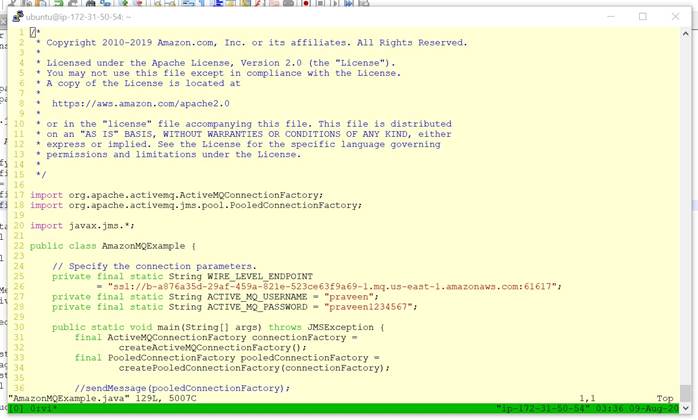 ubuntu@ip-172-31-50-54: ~
1 /*
2  * Copyright 2010-2019 Amazon.com, Inc. or its affiliates. All Rights Reserved.
3  *
4  * Licensed under the Apache License, Version 2.0 (the "License").
5  * You may not use this file except in compliance with the License.
6  * A copy of the License is located at
7  *
8  *  https://aws.amazon.com/apache2.0
9  *
10  * or in the "license" file accompanying this file. This file is distributed
11  * on an "AS IS" BASIS, WITHOUT WARRANTIES OR CONDITIONS OF ANY KIND, either
12  * express or implied. See the License for the specific language governing
13  * permissions and limitations under the License.
14  *
15  */
16
17 import org.apache.activemq.ActiveMQConnectionFactory;
18 import org.apache.activemq.jms.pool.PooledConnectionFactory;
19
20 import javax.jms.*;
21
22 public class AmazonMQExample {
23
24     // Specify the connection parameters.
25     private final static String WIRE_LEVEL_ENDPOINT
26             = "ssl://b-a876a35d-29af-459a-821e-523ce63f9a69-1.mq.us-east-1.amazonaws.com:61617";
27     private final static String ACTIVE_MQ_USERNAME = "praveen";
28     private final static String ACTIVE_MQ_PASSWORD = "praveen1234567";
29
30     public static void main(String[] args) throws JMSException {
31         final ActiveMQConnectionFactory connectionFactory =
32                 createActiveMQConnectionFactory();
33         final PooledConnectionFactory pooledConnectionFactory =
34                 createPooledConnectionFactory(connectionFactory);
35
36         //sendMessage(pooledConnectionFactory);
"AmazonMQExample.java" 129L, 5007C 1,1 Top
[0] 0:vi* "ip-172-31-50-54" 03:36 09-Aug-20